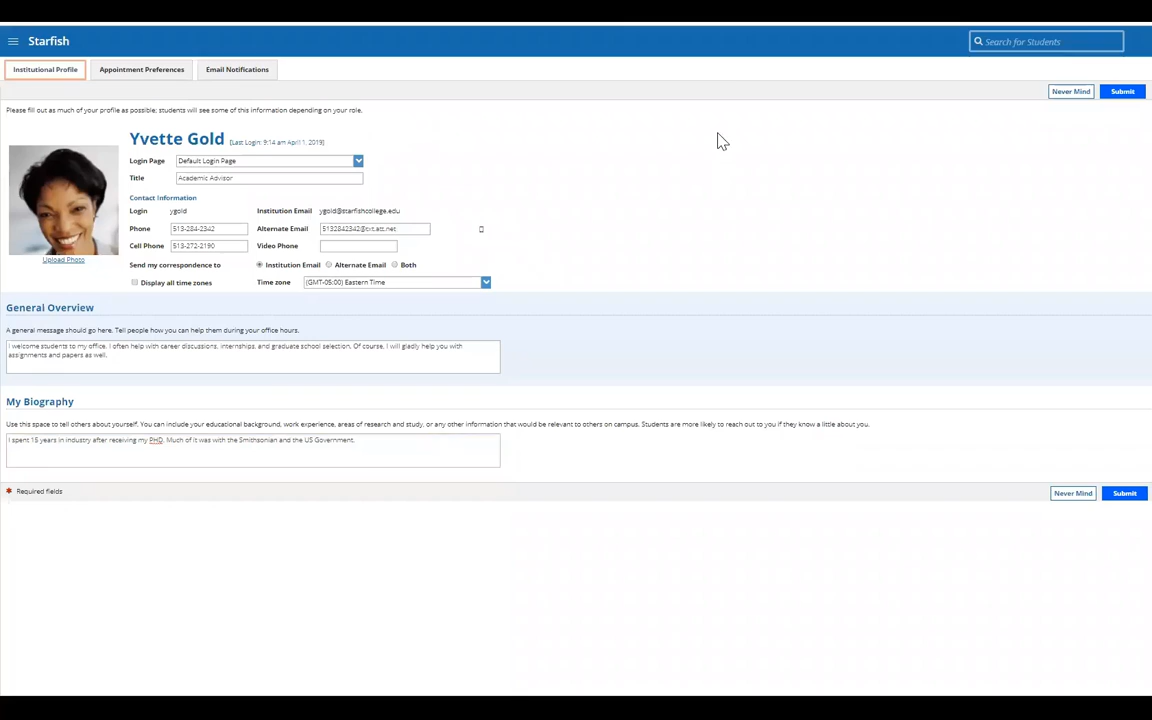 Starfish
Search for Students
Institutional Profile
Appointment Preferences
Email Notifications
Never Mind
Submit
Please fill out as much of your profile as possible; students will see some of this information depending on your role.
Yvette Gold [Last Login: 9:14 am April 1, 2019]
Login Page Default Login Page
Title Academic Advisor
Contact Information
Login ygold Institution Email ygold@starfishcollege.edu
Phone 513-284-2342 Alternate Email 5132842342@txt.att.net
Cell Phone 513-272-2190 Video Phone
Upload Photo
Send my correspondence to Institution Email Alternate Email Both
Display all time zones Time zone (GMT-05:00) Eastern Time
General Overview
A general message should go here. Tell people how you can help them during your office hours.
I welcome students to my office. I often help with career discussions, internships, and graduate school selection. Of course, I will gladly help you with
assignments and papers as well.
My Biography
Use this space to tell others about yourself. You can include your educational background, work experience, areas of research and study, or any other information that would be relevant to others on campus. Students are more likely to reach out to you if they know a little about you.
I spent 15 years in industry after receiving my PHD. Much of it was with the Smithsonian and the US Government.
* Required fields
Never Mind
Submit